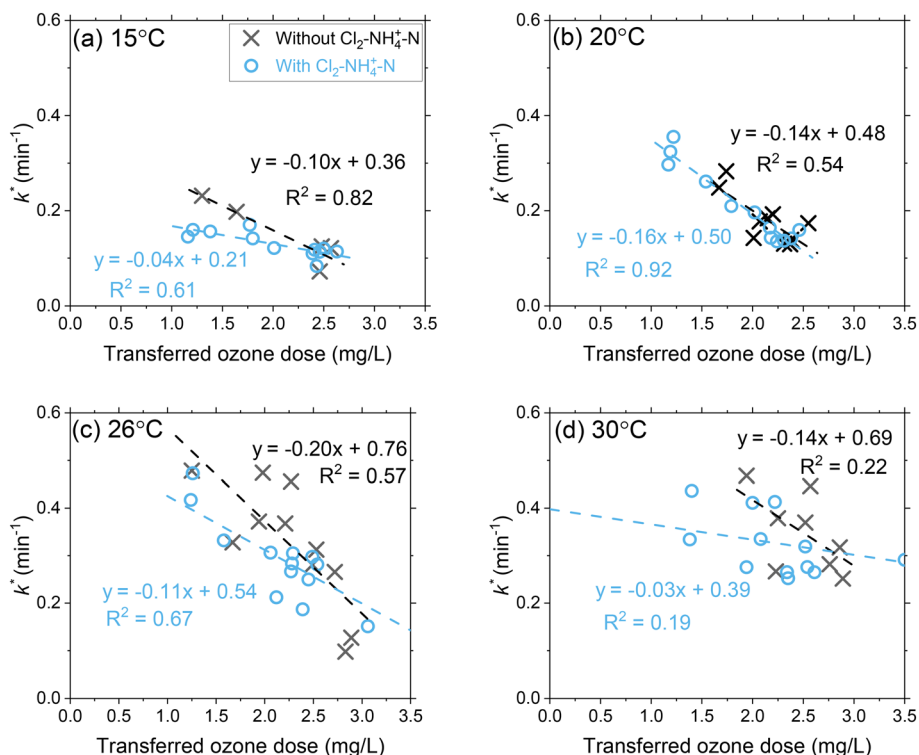 (a) 15°C
× Without Cl₂-NH₄⁺-N
○ With Cl₂-NH₄⁺-N
y = -0.10x + 0.36
R² = 0.82
y = -0.04x + 0.21
R² = 0.61
0.6
0.4
0.2
0.0
k* (min⁻¹)
0.0 0.5 1.0 1.5 2.0 2.5 3.0 3.5
Transferred ozone dose (mg/L)
(b) 20°C
y = -0.14x + 0.48
R² = 0.54
y = -0.16x + 0.50
R² = 0.92
0.6
0.4
0.2
0.0
k* (min⁻¹)
0.0 0.5 1.0 1.5 2.0 2.5 3.0 3.5
Transferred ozone dose (mg/L)
(c) 26°C
y = -0.20x + 0.76
R² = 0.57
y = -0.11x + 0.54
R² = 0.67
0.6
0.4
0.2
0.0
k* (min⁻¹)
0.0 0.5 1.0 1.5 2.0 2.5 3.0 3.5
Transferred ozone dose (mg/L)
(d) 30°C
y = -0.14x + 0.69
R² = 0.22
y = -0.03x + 0.39
R² = 0.19
0.6
0.4
0.2
0.0
k* (min⁻¹)
0.0 0.5 1.0 1.5 2.0 2.5 3.0 3.5
Transferred ozone dose (mg/L)